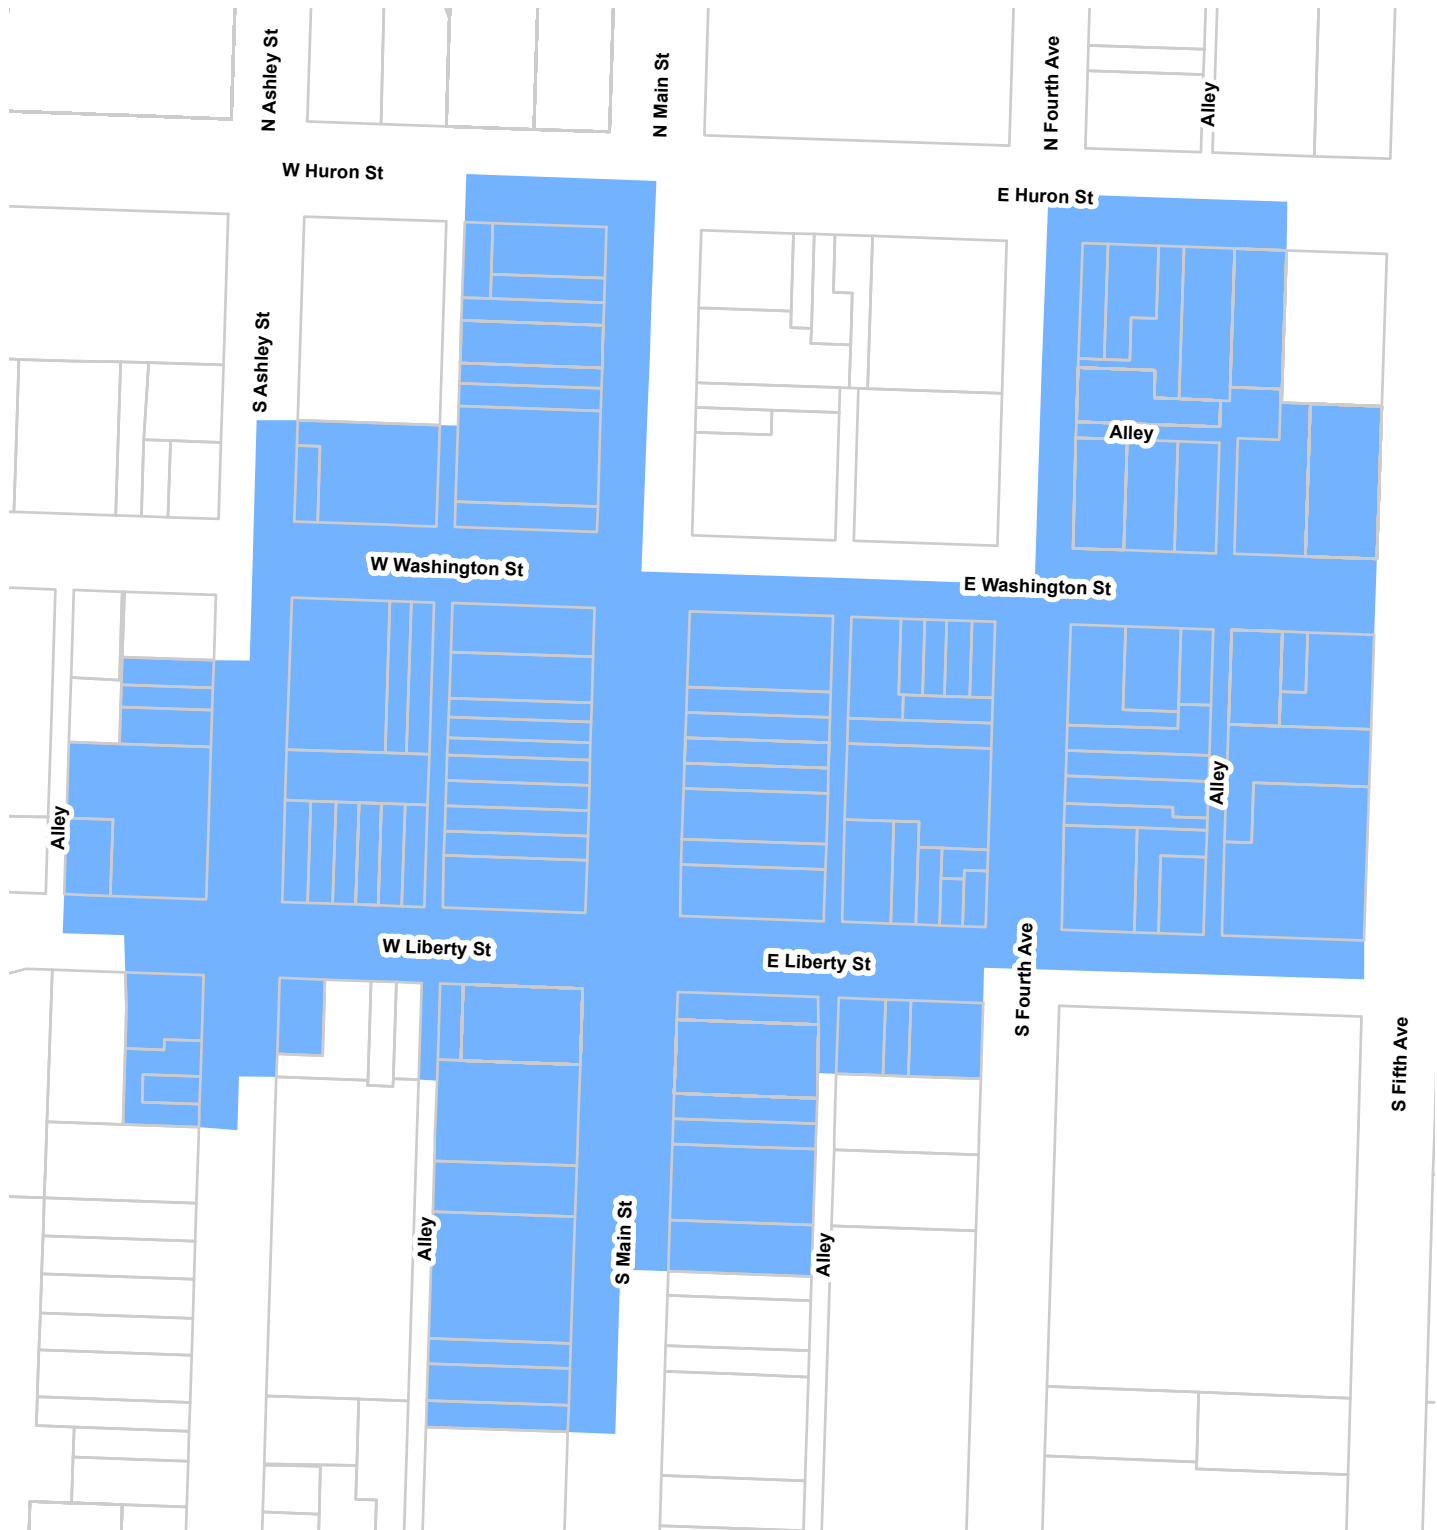 N Ashley St
N Main St
N Fourth Ave
Alley
W Huron St
E Huron St
S Ashley St
Alley
W Washington St
E Washington St
Alley
Alley
W Liberty St
E Liberty St
S Fourth Ave
S Fifth Ave
Alley
S Main St
Alley